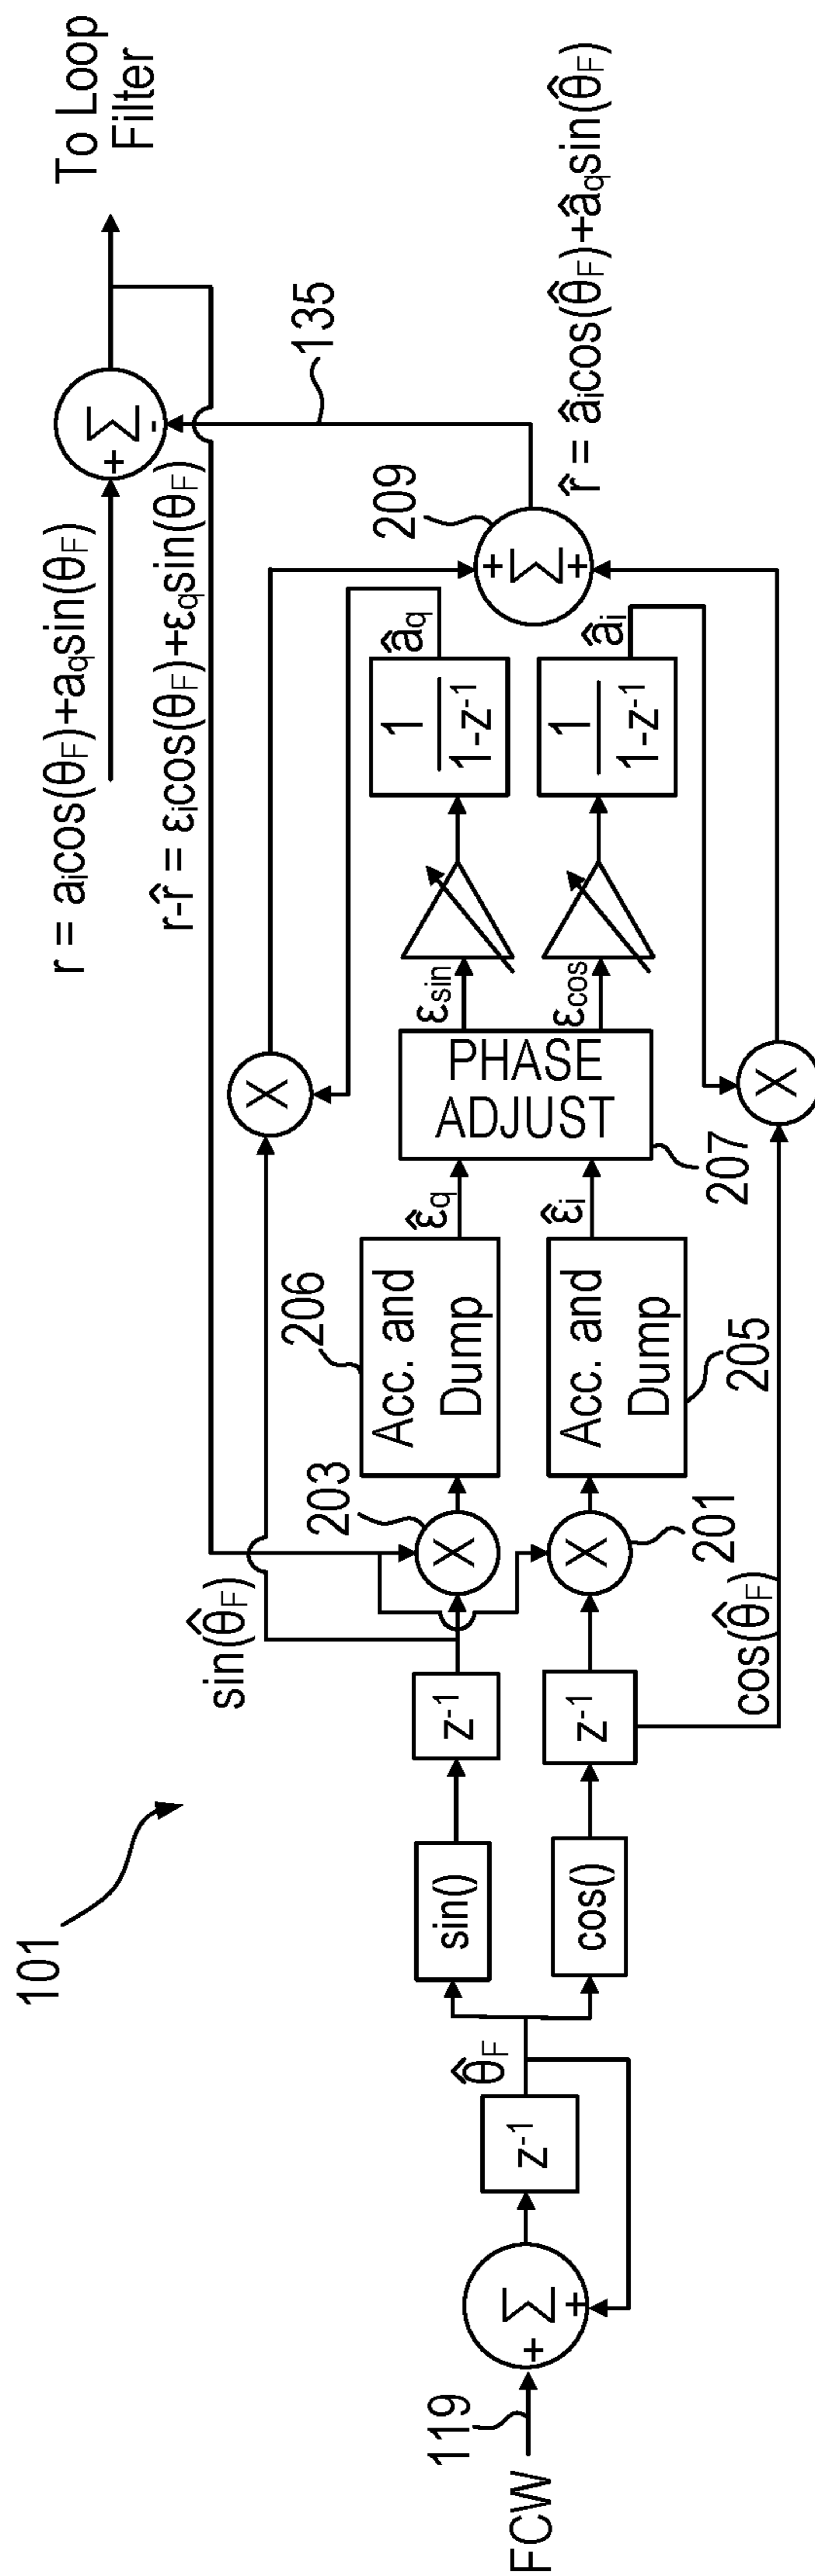 101
FCW
119
+
Σ
+
z⁻¹
θ̂F
sin()
cos()
z⁻¹
z⁻¹
sin(θ̂F)
cos(θ̂F)
203
X
X
201
206
Acc. and
Dump
Acc. and
Dump
205
ε̂q
ε̂i
PHASE
ADJUST
207
X
X
εsin
εcos
1
1-z⁻¹
1
1-z⁻¹
âq
âi
209
+
Σ
+
r̂ = âicos(θ̂F)+âqsin(θ̂F)
135
r = aicos(θF)+aqsin(θF)
r-r̂ = εicos(θF)+εqsin(θF)
+
Σ
-
To Loop
Filter